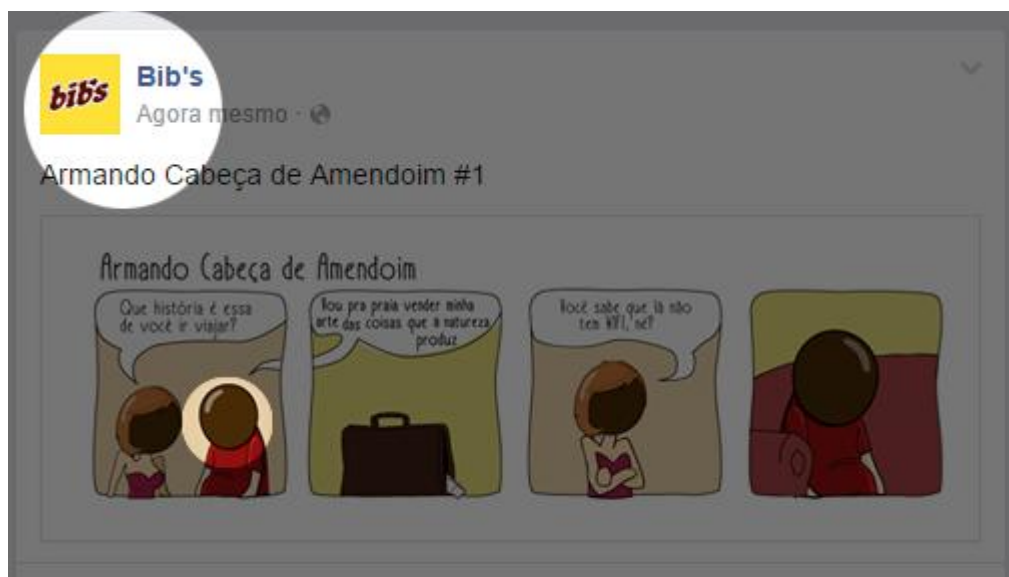 bib's
Bib's
Agora mesmo
Armando Cabeça de Amendoim #1
Armando Cabeça de Amendoim
Que história é essa
de você ir viajar?
Vou pra praia vender minha
arte das coisas que a natureza
produz
Você sabe que lá não
tem WIFI, né?